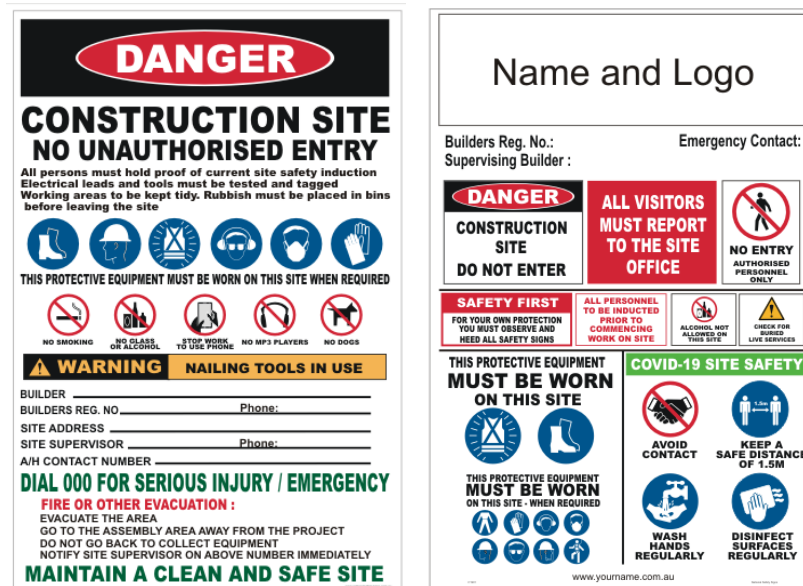 DANGER
CONSTRUCTION SITE
NO UNAUTHORISED ENTRY
All persons must hold proof of current site safety induction
Electrical leads and tools must be tested and tagged
Working areas to be kept tidy. Rubbish must be placed in bins
before leaving the site
THIS PROTECTIVE EQUIPMENT MUST BE WORN ON THIS SITE WHEN REQUIRED
NO SMOKING
NO GLASS
OR ALCOHOL
STOP WORK
TO USE PHONE
NO MP3 PLAYERS
NO DOGS
WARNING
NAILING TOOLS IN USE
BUILDER
BUILDERS REG. NO
Phone:
SITE ADDRESS
SITE SUPERVISOR
Phone:
A/H CONTACT NUMBER
DIAL 000 FOR SERIOUS INJURY / EMERGENCY
FIRE OR OTHER EVACUATION :
EVACUATE THE AREA
GO TO THE ASSEMBLY AREA AWAY FROM THE PROJECT
DO NOT GO BACK TO COLLECT EQUIPMENT
NOTIFY SITE SUPERVISOR ON ABOVE NUMBER IMMEDIATELY
MAINTAIN A CLEAN AND SAFE SITE
Name and Logo
Builders Reg. No.:
Emergency Contact:
Supervising Builder :
DANGER
CONSTRUCTION
SITE
DO NOT ENTER
ALL VISITORS
MUST REPORT
TO THE SITE
OFFICE
NO ENTRY
AUTHORISED
PERSONNEL
ONLY
SAFETY FIRST
FOR YOUR OWN PROTECTION
YOU MUST OBSERVE AND
HEED ALL SAFETY SIGNS
ALL PERSONNEL
TO BE INDUCTED
PRIOR TO
COMMENCING
WORK ON SITE
ALCOHOL NOT
ALLOWED ON
THIS SITE
CHECK FOR
BURIED
LIVE SERVICES
THIS PROTECTIVE EQUIPMENT
MUST BE WORN
ON THIS SITE
THIS PROTECTIVE EQUIPMENT
MUST BE WORN
ON THIS SITE - WHEN REQUIRED
COVID-19 SITE SAFETY
AVOID
CONTACT
1.5m
KEEP A
SAFE DISTANCE
OF 1.5M
WASH
HANDS
REGULARLY
DISINFECT
SURFACES
REGULARLY
www.yourname.com.au